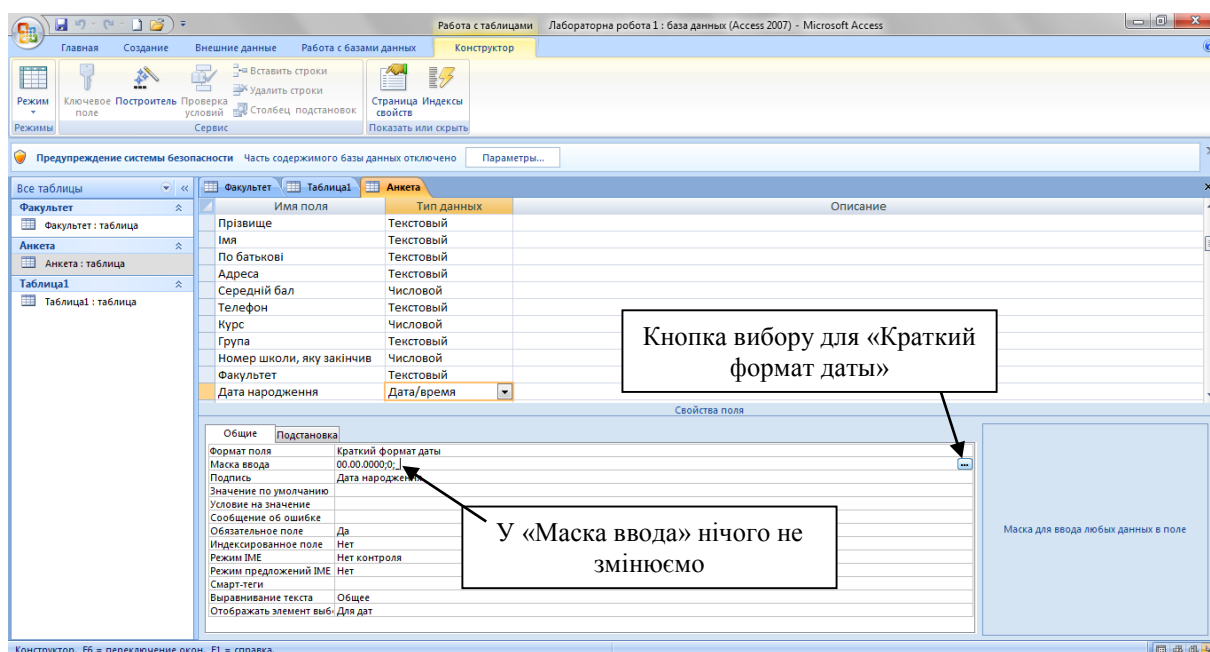 Работа с таблицами Лабораторна робота 1 : база данных (Access 2007) - Microsoft Access
Главная Создание Внешние данные Работа с базами данных Конструктор
Режим Ключевое поле Построитель Проверка условий Вставить строки Удалить строки Столбец подстановок Страница свойств Индексы
Режимы Сервис Показать или скрыть
Предупреждение системы безопасности Часть содержимого базы данных отключено Параметры...
Все таблицы
Факультет
Факультет : таблица
Анкета
Анкета : таблица
Таблица1
Таблица1 : таблица
Факультет Таблица1 Анкета
Имя поля Тип данных Описание
Прізвище Текстовый
Імя Текстовый
По батькові Текстовый
Адреса Текстовый
Середній бал Числовой
Телефон Текстовый
Курс Числовой
Група Текстовый
Номер школи, яку закінчив Числовой
Факультет Текстовый
Дата народження Дата/время
Кнопка вибору для «Краткий
формат даты»
Свойства поля
Общие Подстановка
Формат поля Краткий формат даты
Маска ввода 00.00.0000;0;_
Подпись Дата народження
Значение по умолчанию
Условие на значение
Сообщение об ошибке
Обязательное поле Да
Индексированное поле Нет
Режим IME Нет контроля
Режим предложений IME Нет
Смарт-теги
Выравнивание текста Общее
Отображать элемент выб Для дат
У «Маска ввода» нічого не
змінюємо
Маска для ввода любых данных в поле
Конструктор. F6 = переключение окон. F1 = справка.